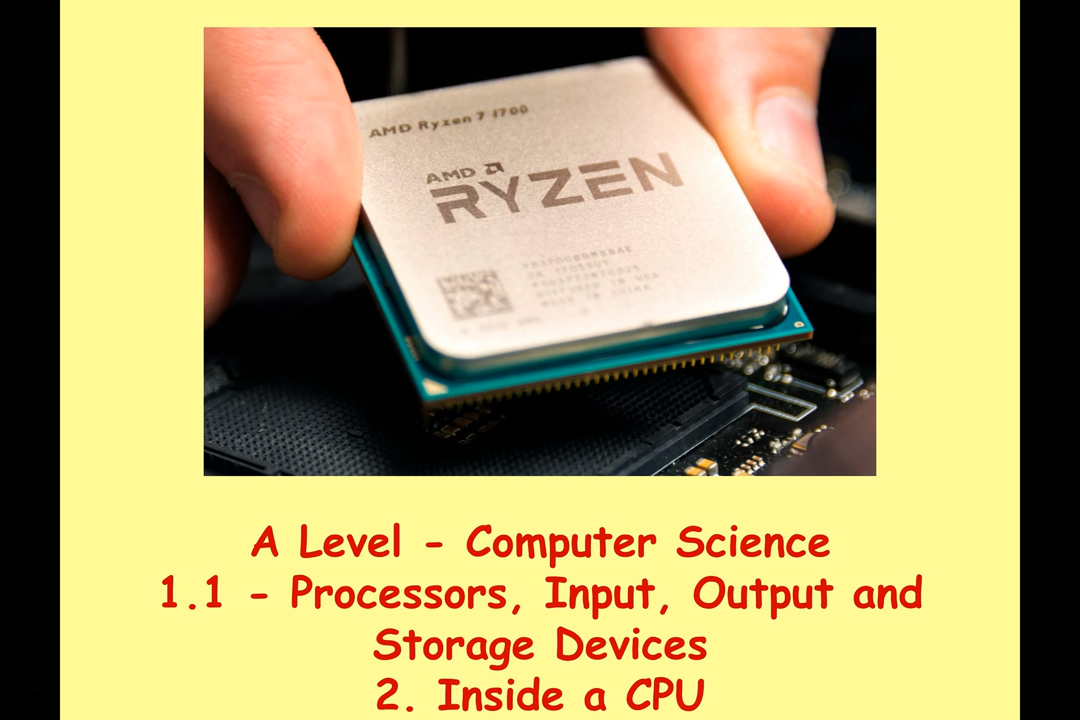 AMD Ryzen 7 1700
AMD
RYZEN
A Level - Computer Science
1.1 - Processors, Input, Output and
Storage Devices
2. Inside a CPU